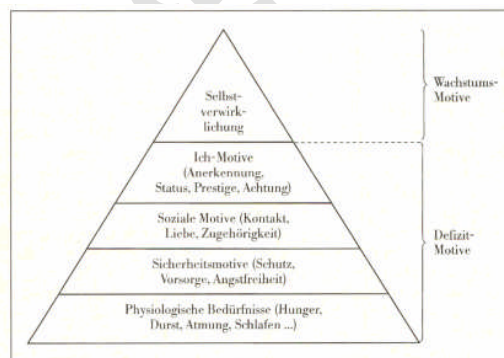 Selbst-
verwirk-
lichung
Wachstums-
Motive
Ich-Motive
(Anerkennung,
Status, Prestige, Achtung)
Soziale Motive (Kontakt,
Liebe, Zugehörigkeit)
Defizit-
Motive
Sicherheitsmotive (Schutz,
Vorsorge, Angstfreiheit)
Physiologische Bedürfnisse (Hunger,
Durst, Atmung, Schlafen ...)